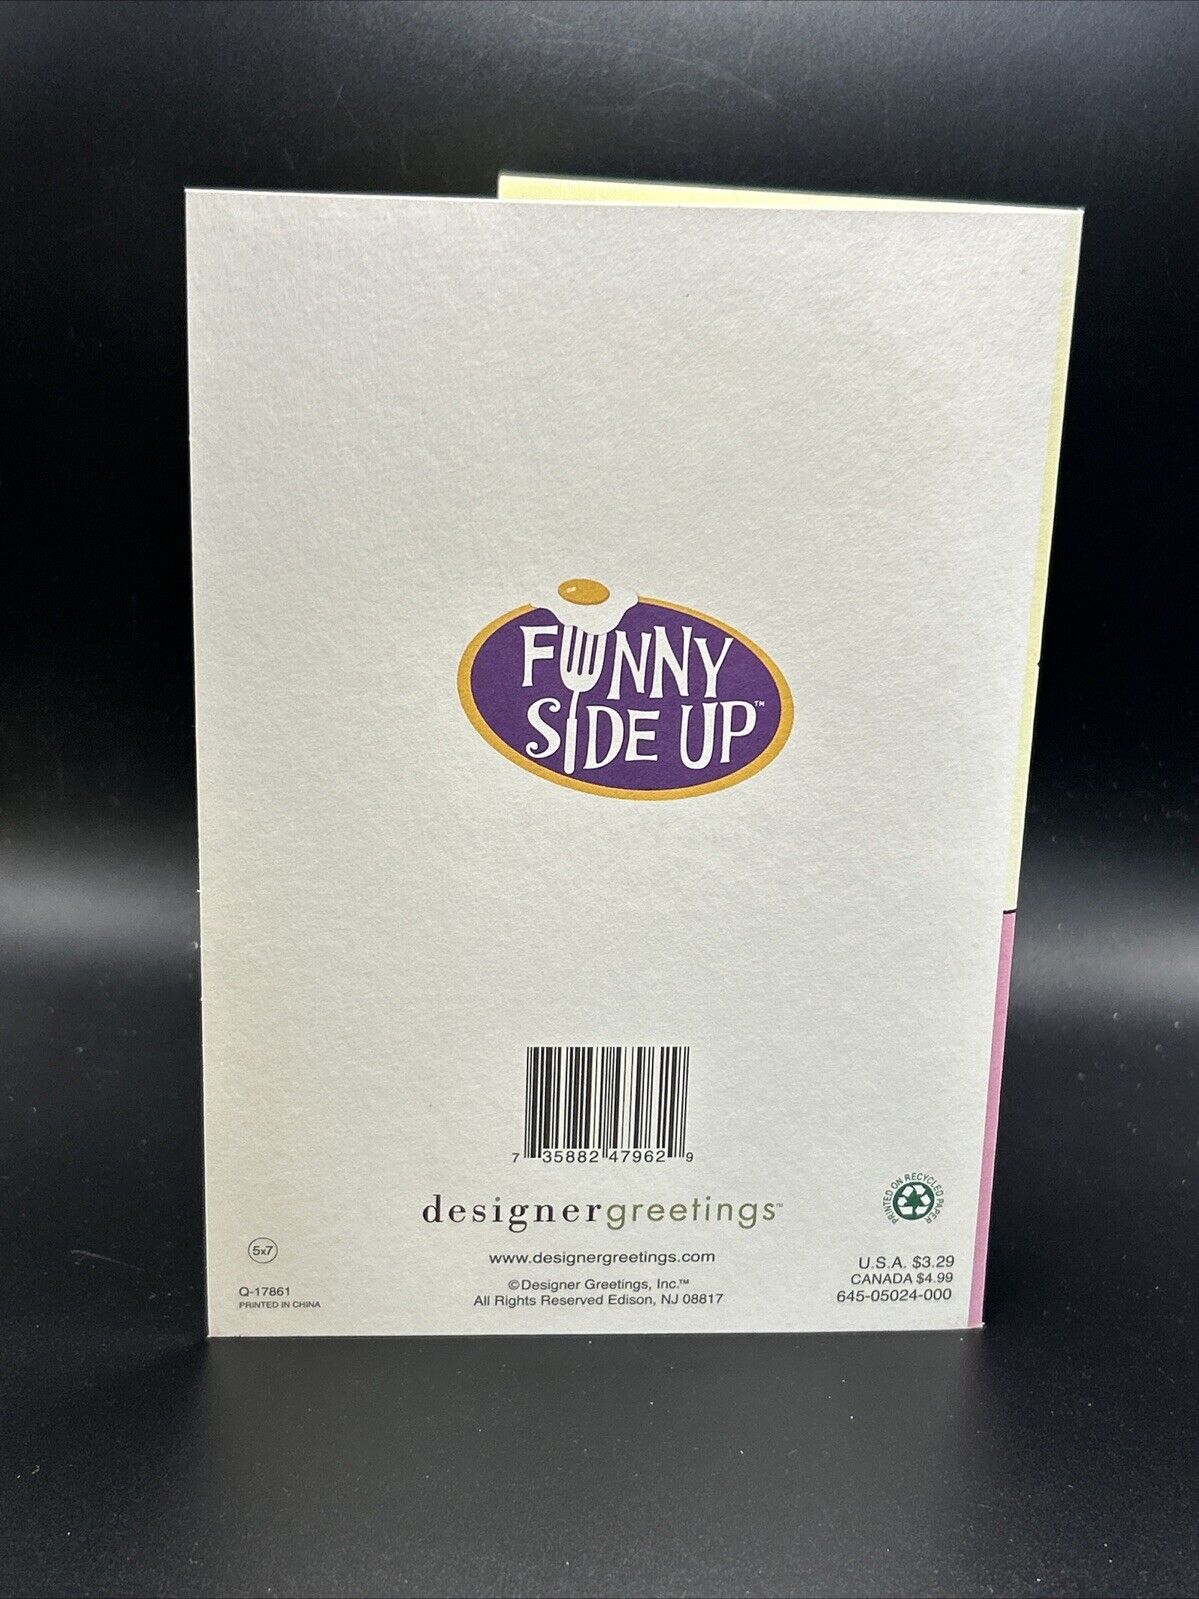 FUNNY
SIDE UP™
7 35882 47962 9
designergreetings™
PRINTED ON RECYCLED PAPER
5x7
www.designergreetings.com
©Designer Greetings, Inc.™
All Rights Reserved Edison, NJ 08817
Q-17861
PRINTED IN CHINA
U.S.A. $3.29
CANADA $4.99
645-05024-000